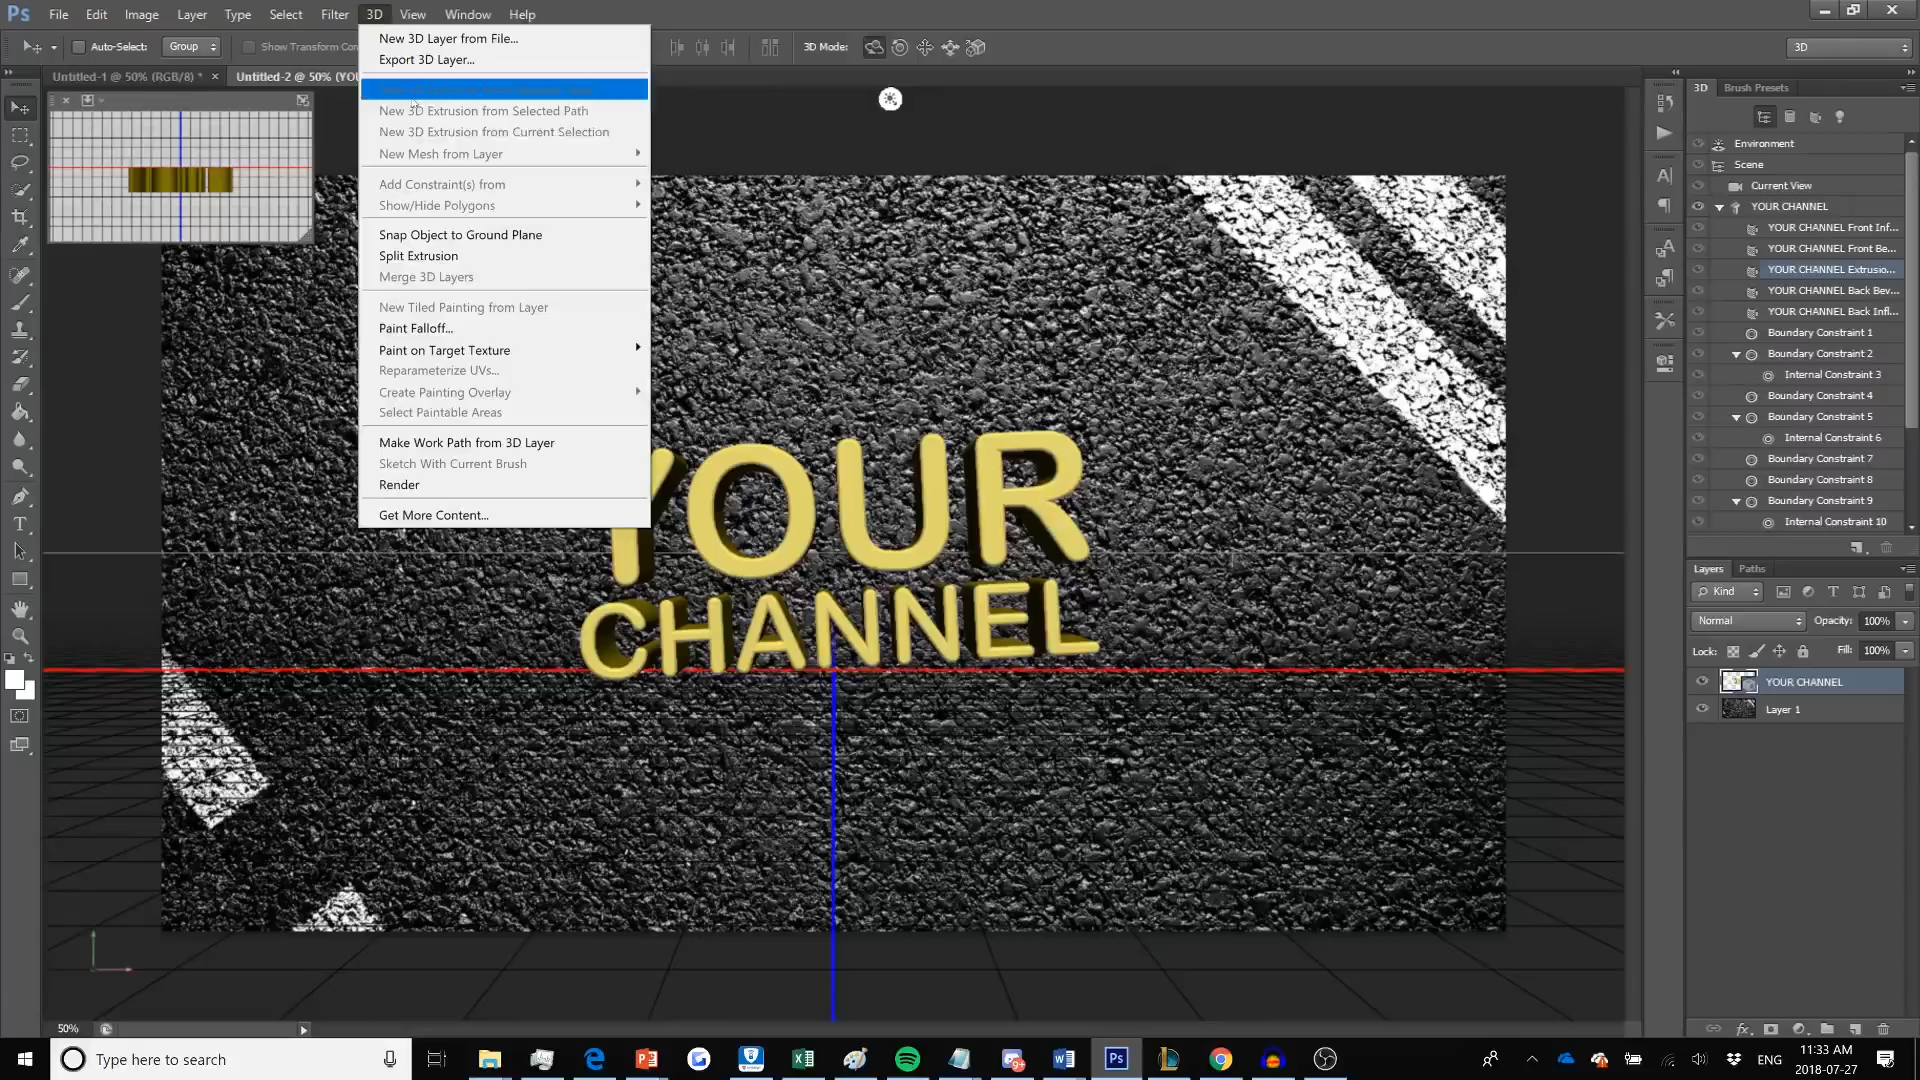 Ps File Edit Image Layer Type Select Filter 3D View Window Help
Auto-Select: Group Show Transform Con 3D Mode: 3D
Untitled-1 @ 50% (RGB/8) * × Untitled-2 @ 50% (YOU
New 3D Layer from File...
Export 3D Layer...
New 3D Extrusion from Selected Path
New 3D Extrusion from Current Selection
New Mesh from Layer
Add Constraint(s) from
Show/Hide Polygons
Snap Object to Ground Plane
Split Extrusion
Merge 3D Layers
New Tiled Painting from Layer
Paint Falloff...
Paint on Target Texture
Reparameterize UVs...
Create Painting Overlay
Select Paintable Areas
Make Work Path from 3D Layer
Sketch With Current Brush
Render
Get More Content...
YOUR
CHANNEL
3D Brush Presets
Environment
Scene
Current View
YOUR CHANNEL
YOUR CHANNEL Front Inf...
YOUR CHANNEL Front Be...
YOUR CHANNEL Extrusio...
YOUR CHANNEL Back Bev...
YOUR CHANNEL Back Infl...
Boundary Constraint 1
Boundary Constraint 2
Internal Constraint 3
Boundary Constraint 4
Boundary Constraint 5
Internal Constraint 6
Boundary Constraint 7
Boundary Constraint 8
Boundary Constraint 9
Internal Constraint 10
Layers Paths
Kind
Normal Opacity: 100%
Lock: Fill: 100%
YOUR CHANNEL
Layer 1
50%
Type here to search
ENG
11:33 AM
2018-07-27